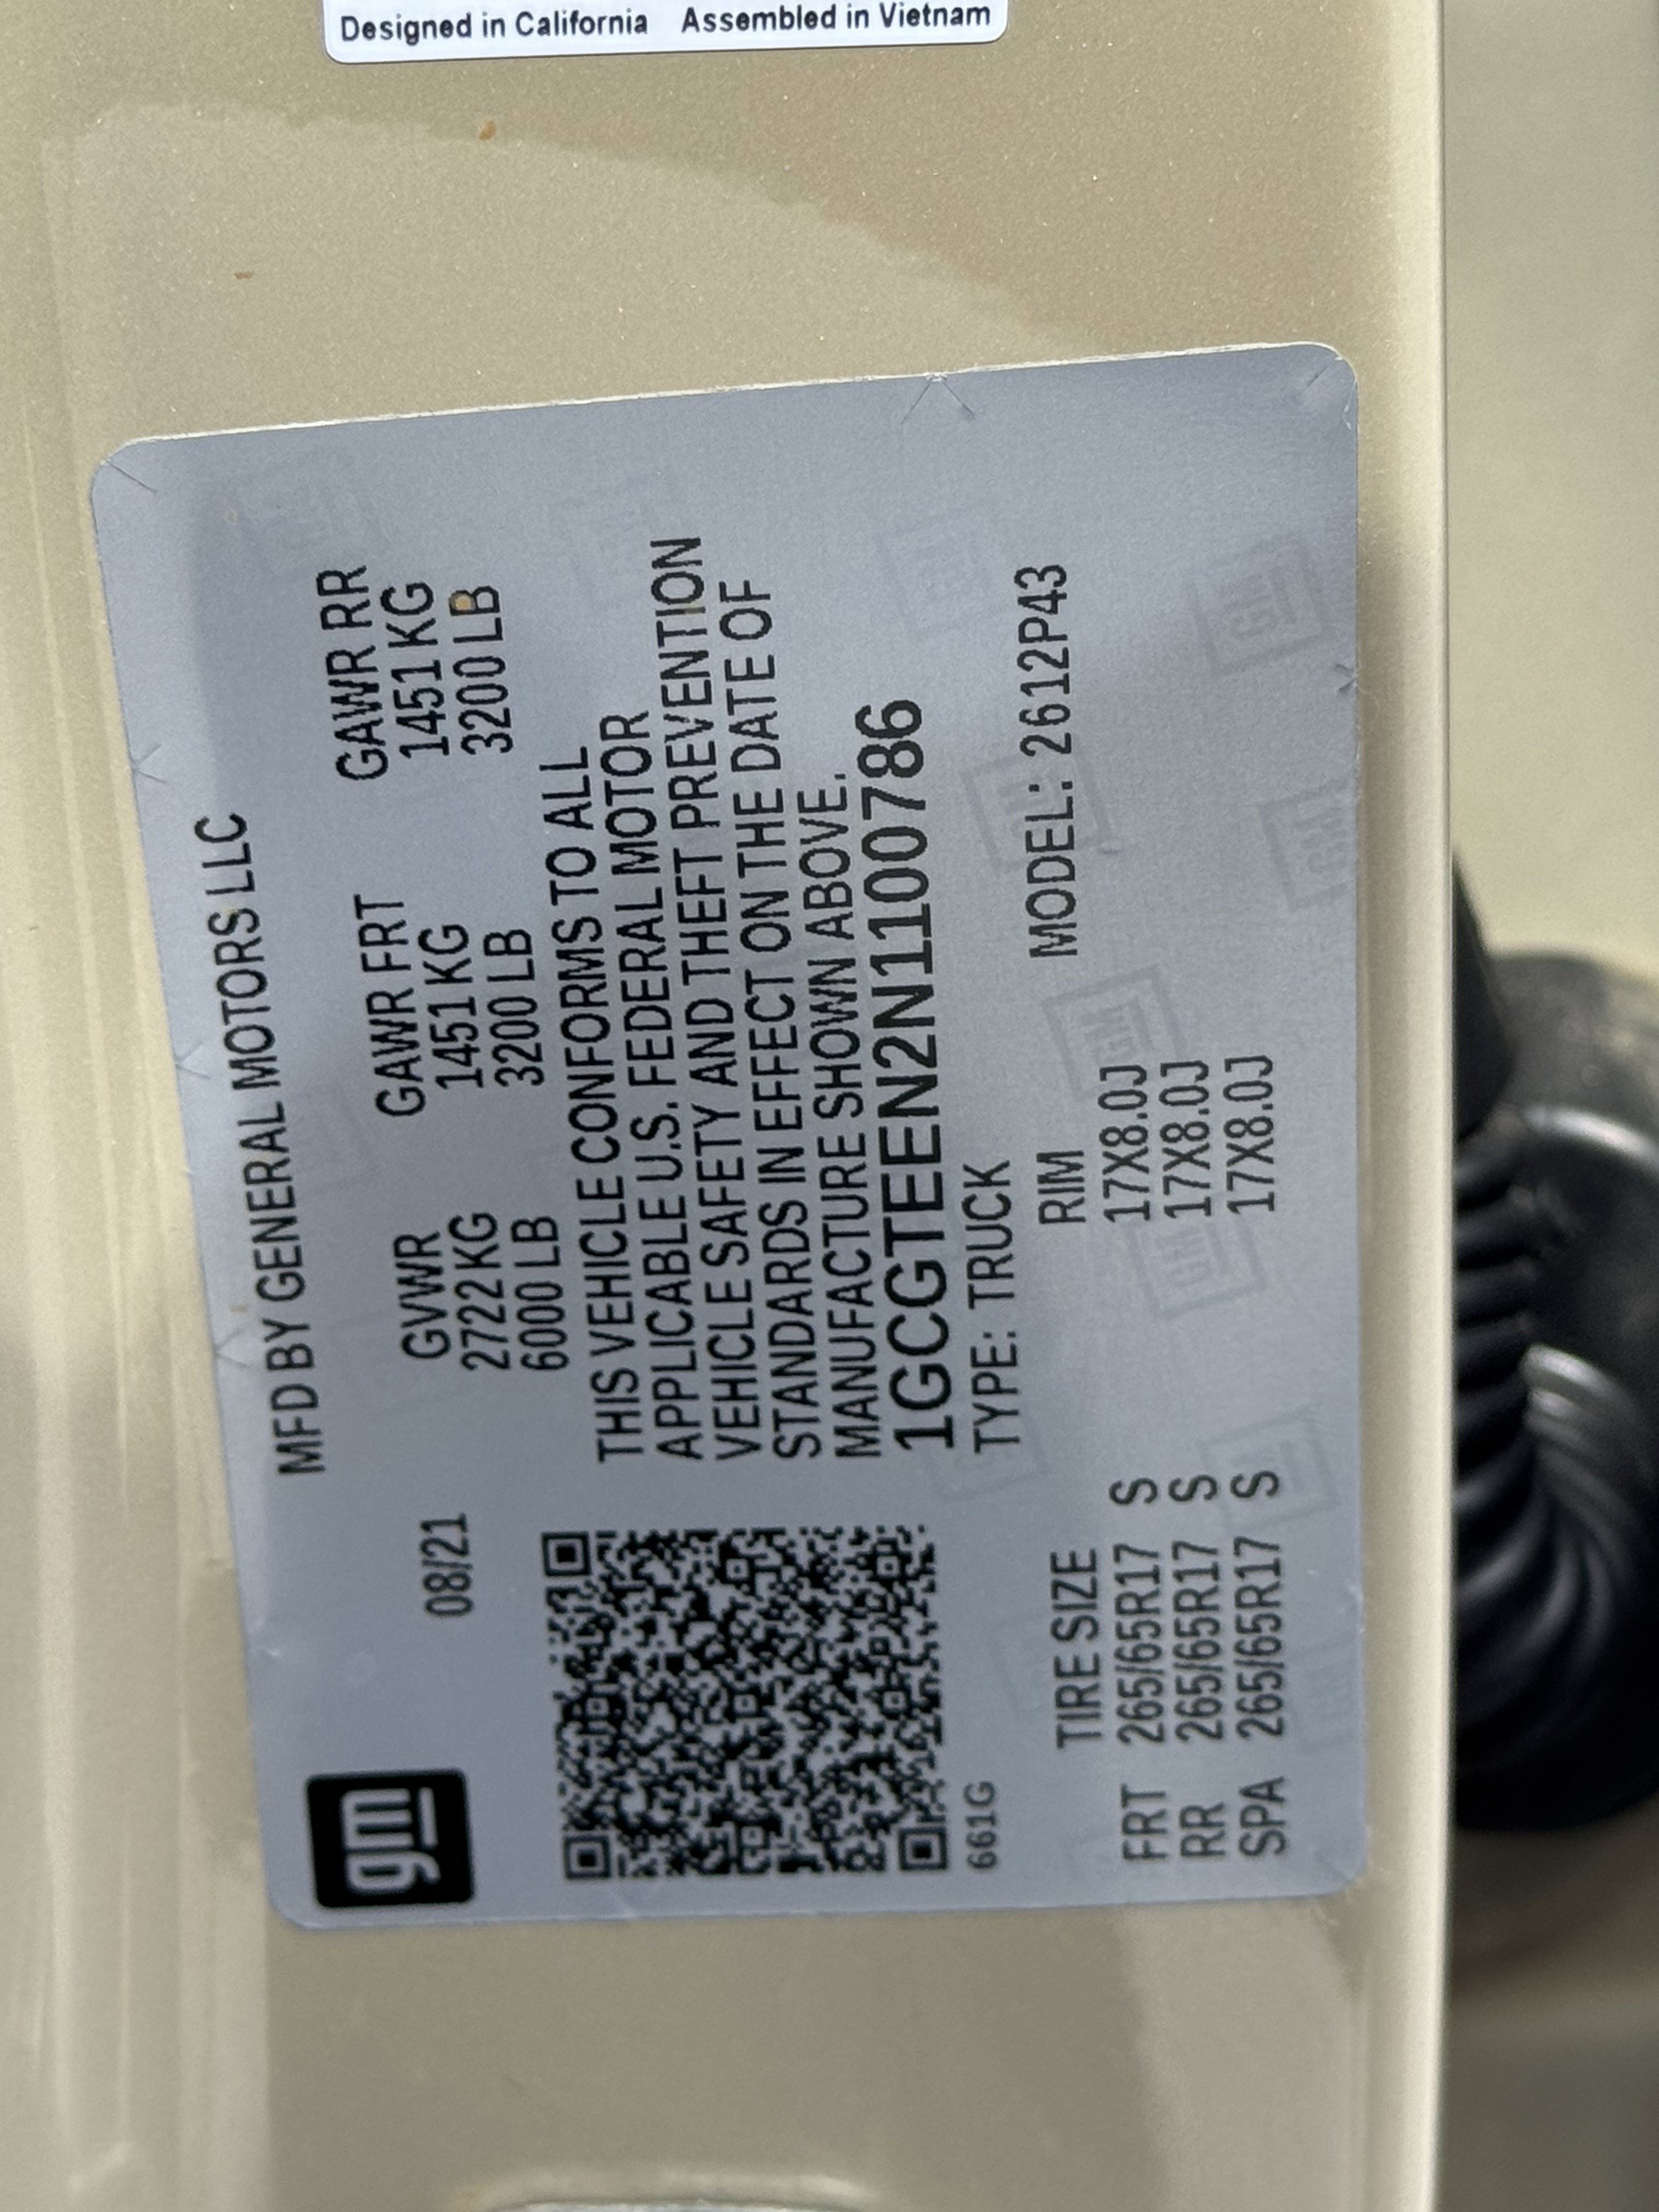 Designed in California Assembled in Vietnam
gm
MFD BY GENERAL MOTORS LLC
08/21
GVWR GAWR FRT GAWR RR
2722 KG 1451 KG 1451 KG
6000 LB 3200 LB 3200 LB
THIS VEHICLE CONFORMS TO ALL
APPLICABLE U.S. FEDERAL MOTOR
VEHICLE SAFETY AND THEFT PREVENTION
STANDARDS IN EFFECT ON THE DATE OF
MANUFACTURE SHOWN ABOVE.
1GCGTEEN2N1100786
661G
TYPE: TRUCK
TIRE SIZE RIM MODEL: 2612P43
FRT 265/65R17 S 17X8.0J
RR 265/65R17 S 17X8.0J
SPA 265/65R17 S 17X8.0J